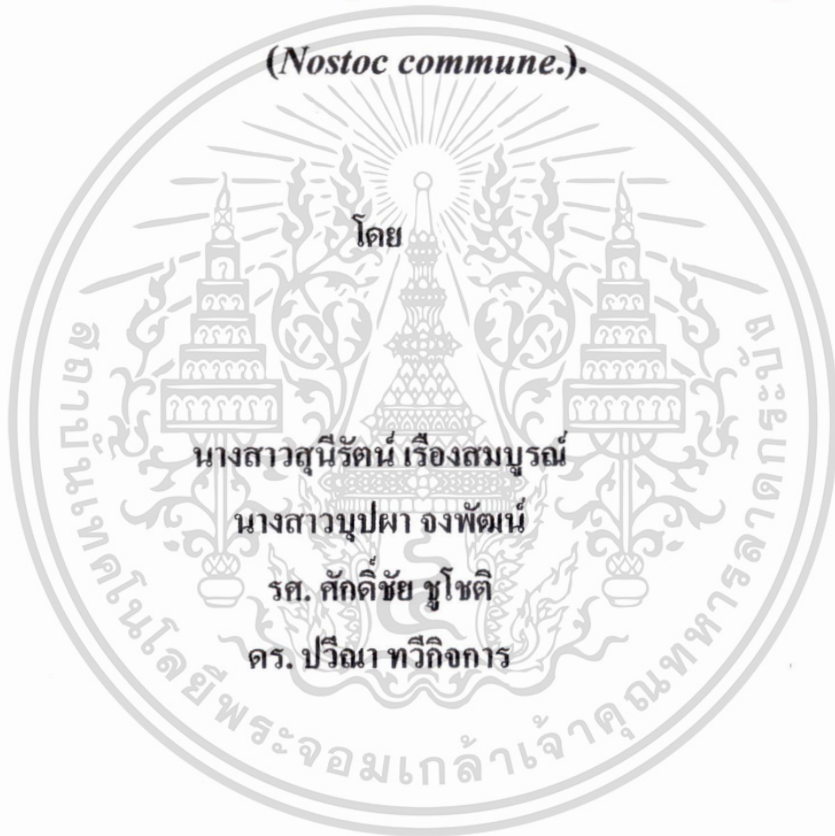 (Nostoc commune.).
โดย
นางสาวสุนีรัตน์ เรืองสมบูรณ์
นางสาวบุปผา จงพัฒน์
รศ. ศักดิ์ชัย ชูโชติ
ดร. ปวีณา ทวีกิจการ
สถาบันเทคโนโลยีพระจอมเกล้าเจ้าคุณทหารลาดกระบัง